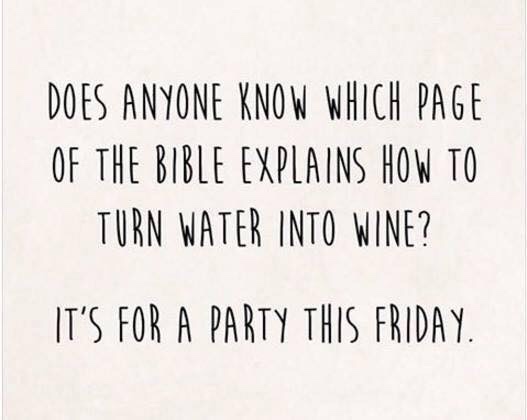 DOES ANYONE KNOW WHICH PAGE
OF THE BIBLE EXPLAINS HOW TO
TURN WATER INTO WINE?
IT'S FOR A PARTY THIS FRIDAY.